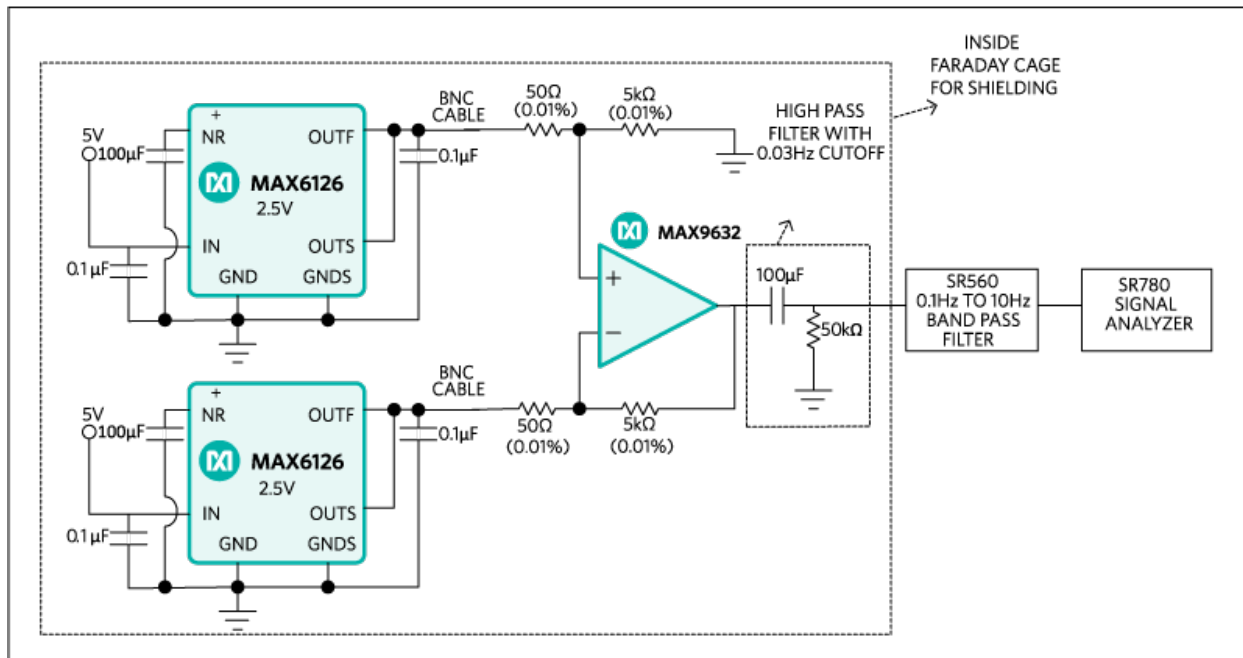 INSIDE
FARADAY CAGE
FOR SHIELDING
HIGH PASS
FILTER WITH
0.03Hz CUTOFF
5V
100µF
0.1µF
+
NR
OUTF
MAX6126
2.5V
IN
OUTS
GND
GNDS
0.1µF
BNC
CABLE
50Ω
(0.01%)
5kΩ
(0.01%)
MAX9632
+
−
100µF
50kΩ
SR560
0.1Hz TO 10Hz
BAND PASS
FILTER
SR780
SIGNAL
ANALYZER
5V
100µF
0.1µF
+
NR
OUTF
MAX6126
2.5V
IN
OUTS
GND
GNDS
0.1µF
BNC
CABLE
50Ω
(0.01%)
5kΩ
(0.01%)